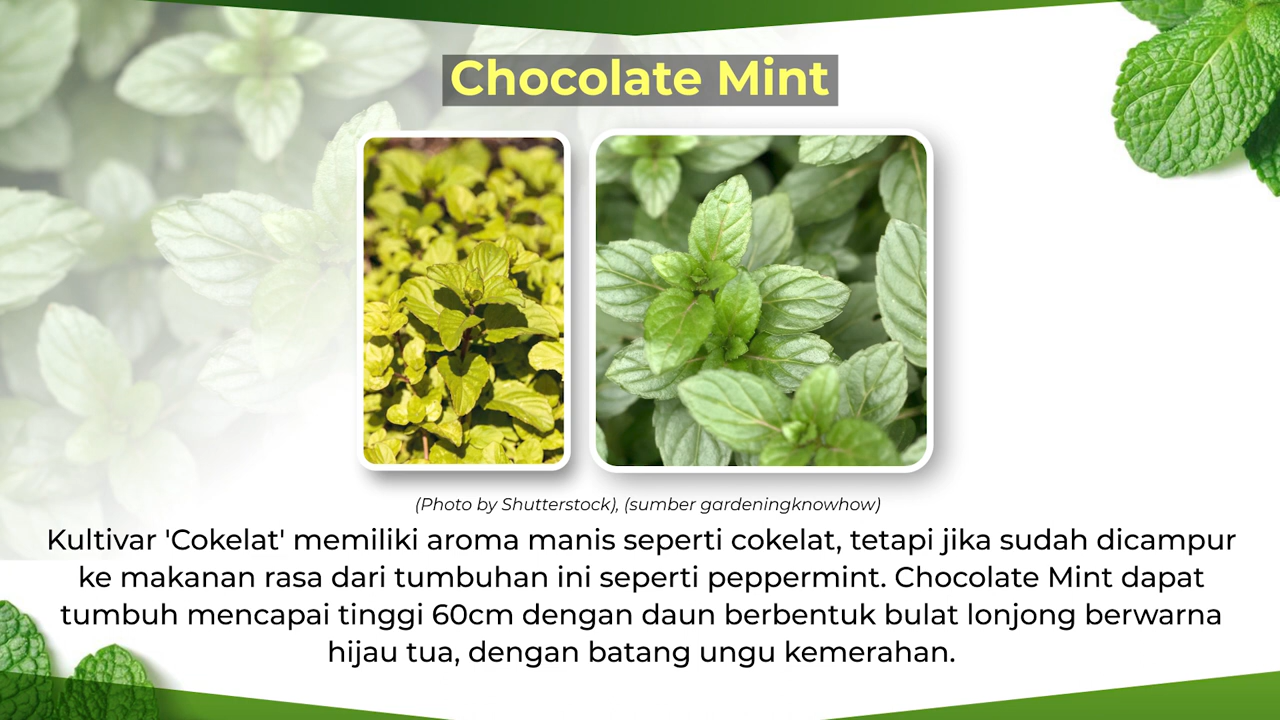 Chocolate Mint
(Photo by Shutterstock), (sumber gardeningknowhow)
Kultivar 'Cokelat' memiliki aroma manis seperti cokelat, tetapi jika sudah dicampur
ke makanan rasa dari tumbuhan ini seperti peppermint. Chocolate Mint dapat
tumbuh mencapai tinggi 60cm dengan daun berbentuk bulat lonjong berwarna
hijau tua, dengan batang ungu kemerahan.